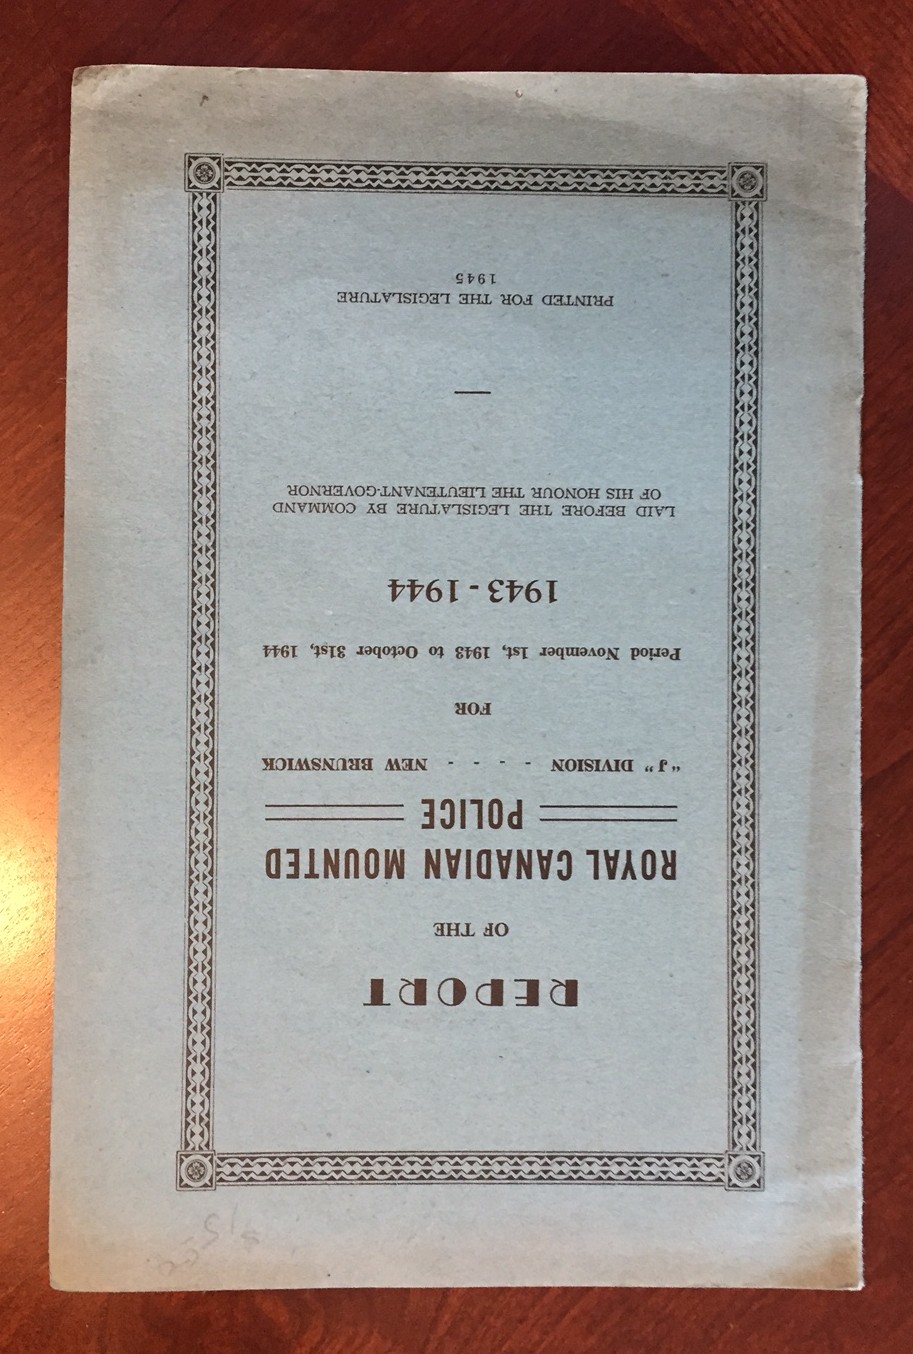 REPORT
OF THE
ROYAL CANADIAN MOUNTED
POLICE
"J" DIVISION - - - - NEW BRUNSWICK
FOR
Period November 1st, 1943 to October 31st, 1944
1943 - 1944
LAID BEFORE THE LEGISLATURE BY COMMAND
OF HIS HONOUR THE LIEUTENANT-GOVERNOR
PRINTED FOR THE LEGISLATURE
1945